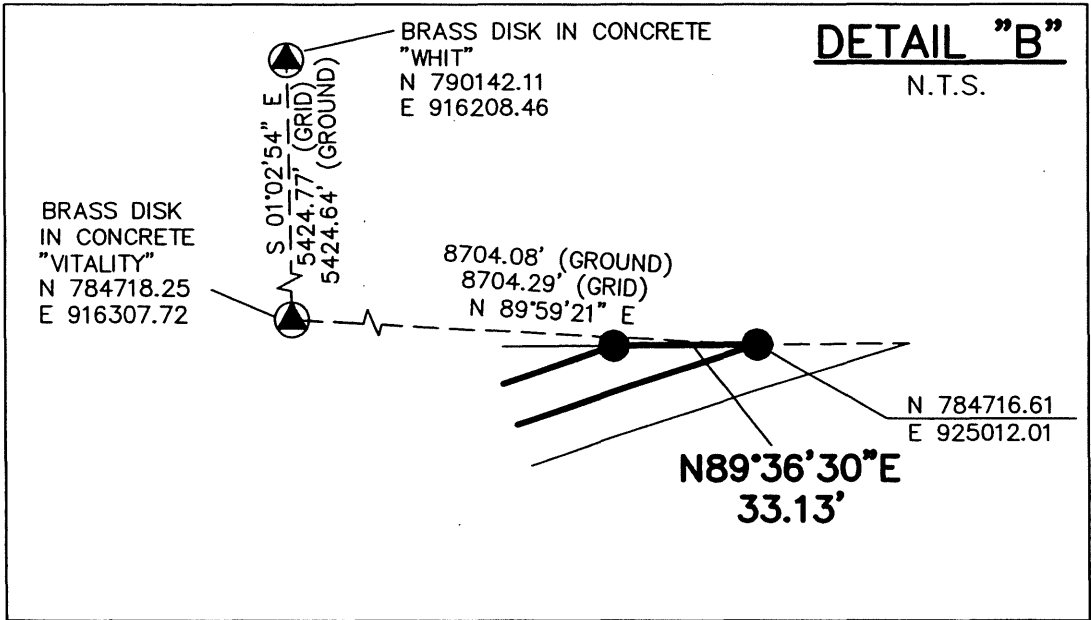 DETAIL "B"
N.T.S.
BRASS DISK IN CONCRETE
"WHIT"
N 790142.11
E 916208.46
S 01°02'54" E
5424.77' (GRID)
5424.64' (GROUND)
BRASS DISK
IN CONCRETE
"VITALITY"
N 784718.25
E 916307.72
8704.08' (GROUND)
8704.29' (GRID)
N 89°59'21" E
N 784716.61
E 925012.01
N89°36'30"E
33.13'